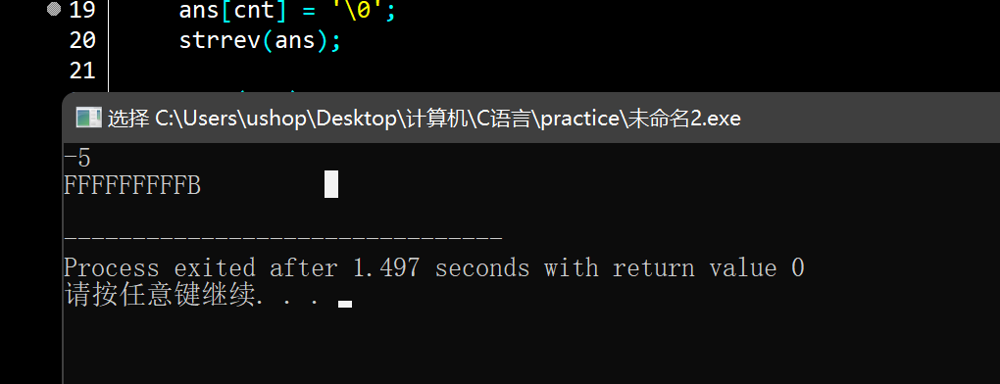 19 ans[cnt] = '\0';
20 strrev(ans);
21
选择 C:\Users\ushop\Desktop\计算机\C语言\practice\未命名2.exe
-5
FFFFFFFFFB
--------------------------------
Process exited after 1.497 seconds with return value 0
请按任意键继续. . .